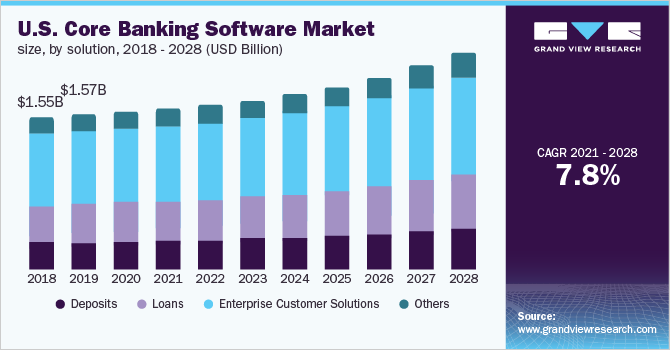 U.S. Core Banking Software Market
size, by solution, 2018 - 2028 (USD Billion)
$1.55B
$1.57B
2018 2019 2020 2021 2022 2023 2024 2025 2026 2027 2028
Deposits Loans Enterprise Customer Solutions Others
GRAND VIEW RESEARCH
CAGR 2021 - 2028
7.8%
Source:
www.grandviewresearch.com